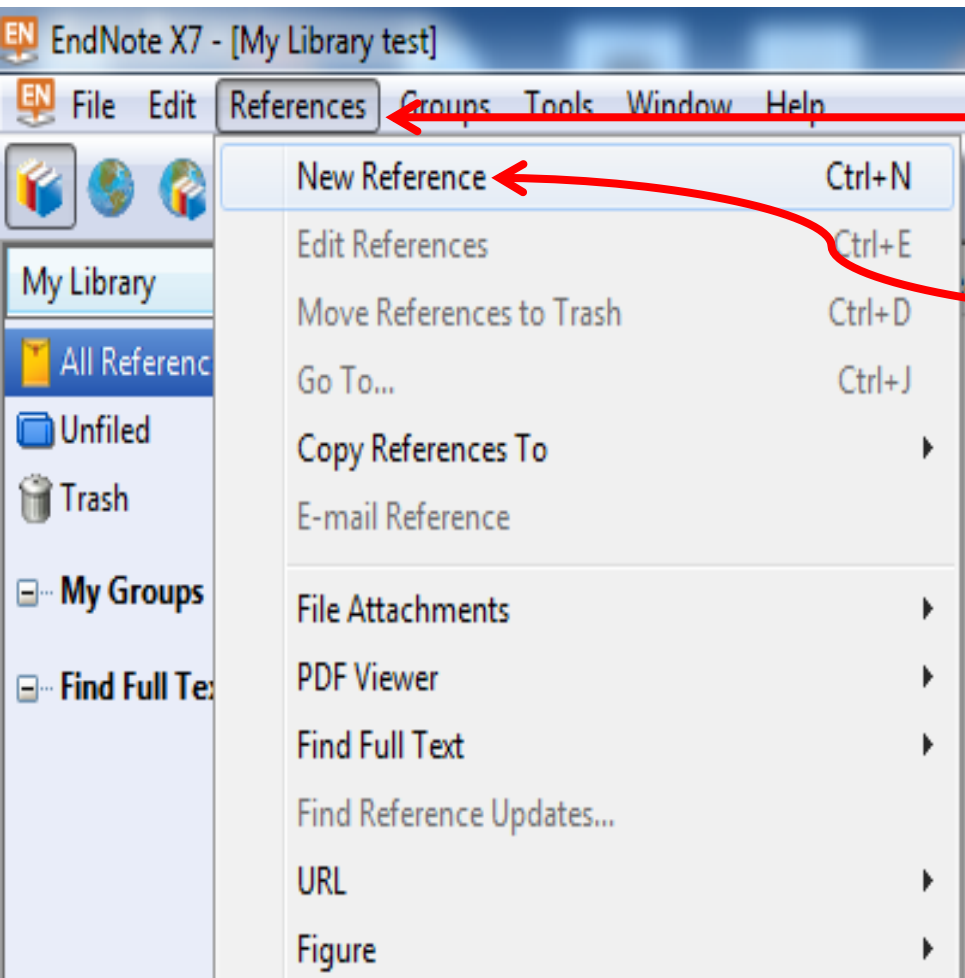 EN EndNote X7 - [My Library test]
EN File Edit References Groups Tools Window Help
New Reference Ctrl+N
Edit References Ctrl+E
My Library
Move References to Trash Ctrl+D
All Referenc
Go To... Ctrl+J
Unfiled
Copy References To
Trash
E-mail Reference
My Groups
File Attachments
Find Full Te
PDF Viewer
Find Full Text
Find Reference Updates...
URL
Figure